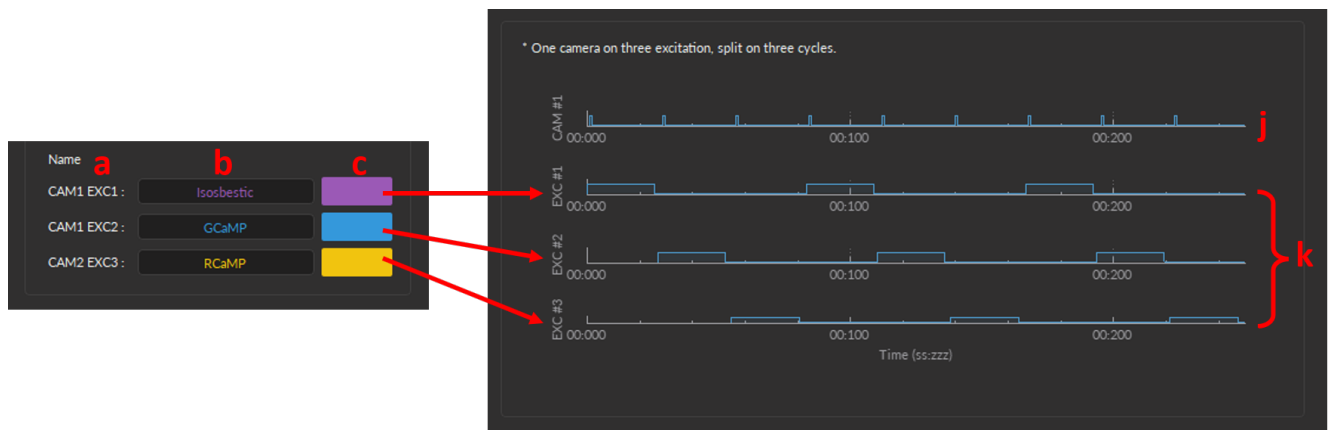 Name
a b c
CAM1 EXC1 : Isosbestic
CAM1 EXC2 : GCaMP
CAM2 EXC3 : RCaMP
* One camera on three excitation, split on three cycles.
CAM #1
00:000 00:100 00:200
j
EXC #1
00:000 00:100 00:200
EXC #2
00:000 00:100 00:200
k
EXC #3
00:000 00:100 00:200
Time (ss:zzz)